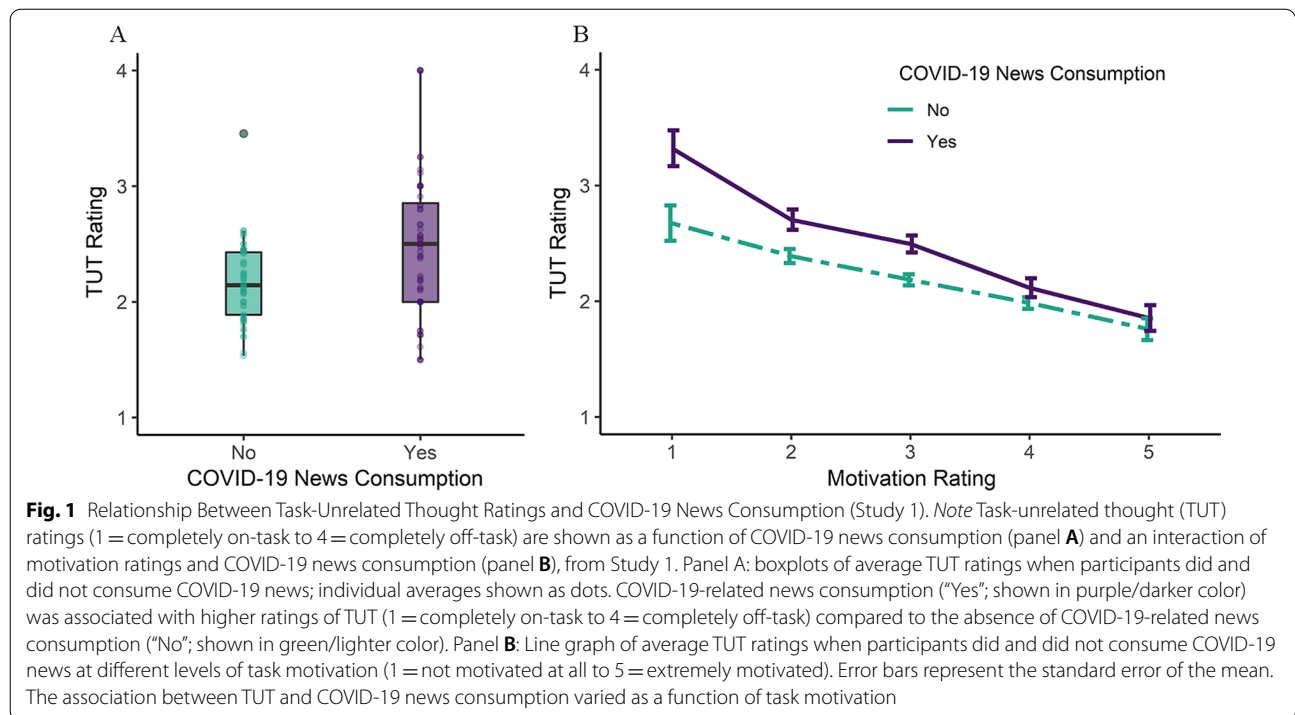 A
B
4
3
2
1
TUT Rating
No
Yes
COVID-19 News Consumption
4
3
2
1
TUT Rating
COVID-19 News Consumption
No
Yes
1 2 3 4 5
Motivation Rating
Fig. 1 Relationship Between Task-Unrelated Thought Ratings and COVID-19 News Consumption (Study 1). Note Task-unrelated thought (TUT)
ratings (1 = completely on-task to 4 = completely off-task) are shown as a function of COVID-19 news consumption (panel A) and an interaction of
motivation ratings and COVID-19 news consumption (panel B), from Study 1. Panel A: boxplots of average TUT ratings when participants did and
did not consume COVID-19 news; individual averages shown as dots. COVID-19-related news consumption (“Yes”; shown in purple/darker color)
was associated with higher ratings of TUT (1 = completely on-task to 4 = completely off-task) compared to the absence of COVID-19-related news
consumption (“No”; shown in green/lighter color). Panel B: Line graph of average TUT ratings when participants did and did not consume COVID-19
news at different levels of task motivation (1 = not motivated at all to 5 = extremely motivated). Error bars represent the standard error of the mean.
The association between TUT and COVID-19 news consumption varied as a function of task motivation